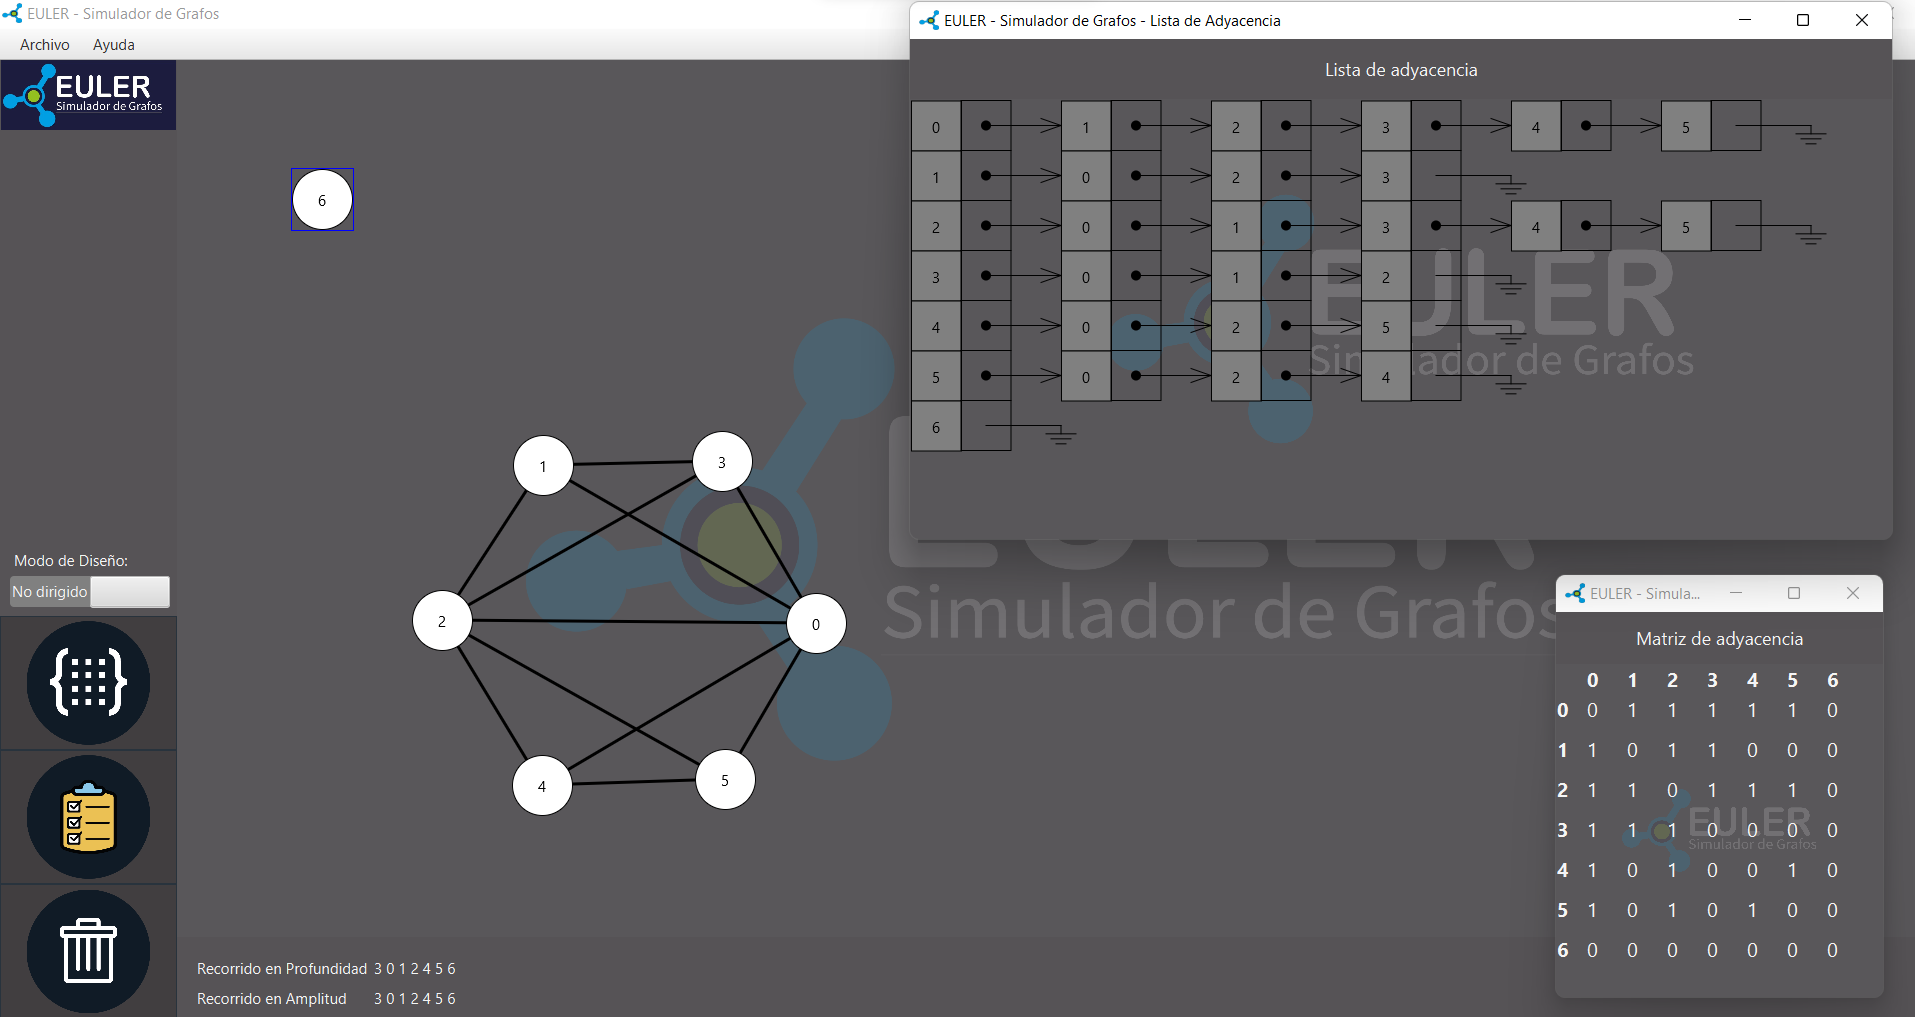 EULER - Simulador de Grafos
Archivo Ayuda
EULER
Simulador de Grafos
6
1
3
2
0
4
5
Modo de Diseño:
No dirigido
Simulador de Grafos
Recorrido en Profundidad 3 0 1 2 4 5 6
Recorrido en Amplitud 3 0 1 2 4 5 6
EULER - Simulador de Grafos - Lista de Adyacencia
Lista de adyacencia
0 1 2 3 4 5
1 0 2 3
2 0 1 3 4 5
3 0 1 2
4 0 2 5
5 0 2 4
6
EULER
Simulador de Grafos
EULER - Simula...
Matriz de adyacencia
0 1 2 3 4 5 6
0 0 1 1 1 1 1 0
1 1 0 1 1 0 0 0
2 1 1 0 1 1 1 0
3 1 1 1 0 0 0 0
4 1 0 1 0 0 1 0
5 1 0 1 0 1 0 0
6 0 0 0 0 0 0 0
EULER
Simulador de Grafos